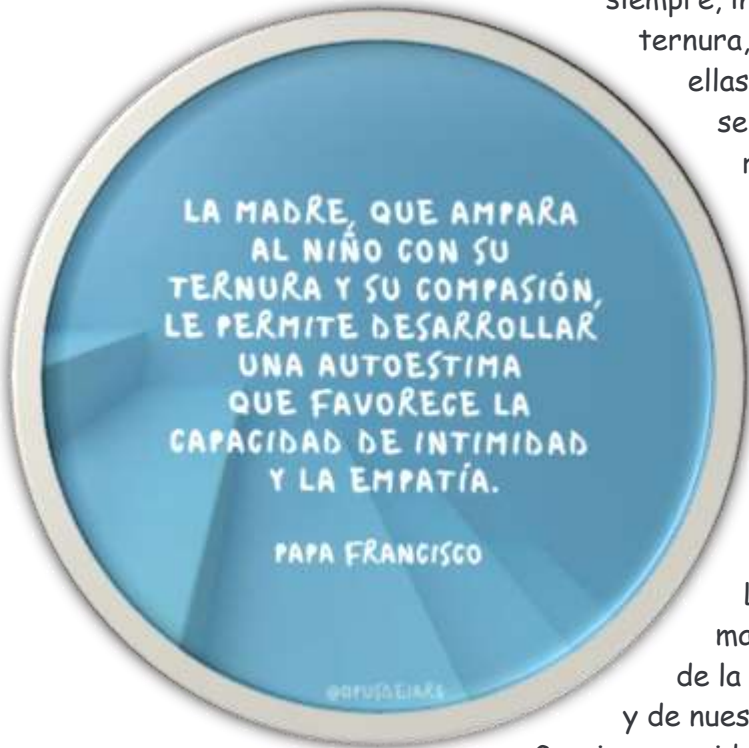 siempre,
ternura,
ellas
se
LA MADRE, QUE AMPARA
AL NIÑO CON SU
TERNURA Y SU COMPASIÓN,
LE PERMITE DESARROLLAR
UNA AUTOESTIMA
QUE FAVORECE LA
CAPACIDAD DE INTIMIDAD
Y LA EMPATÍA.
PAPA FRANCISCO
@OPUSDEIARG
ma
de la
y de nues